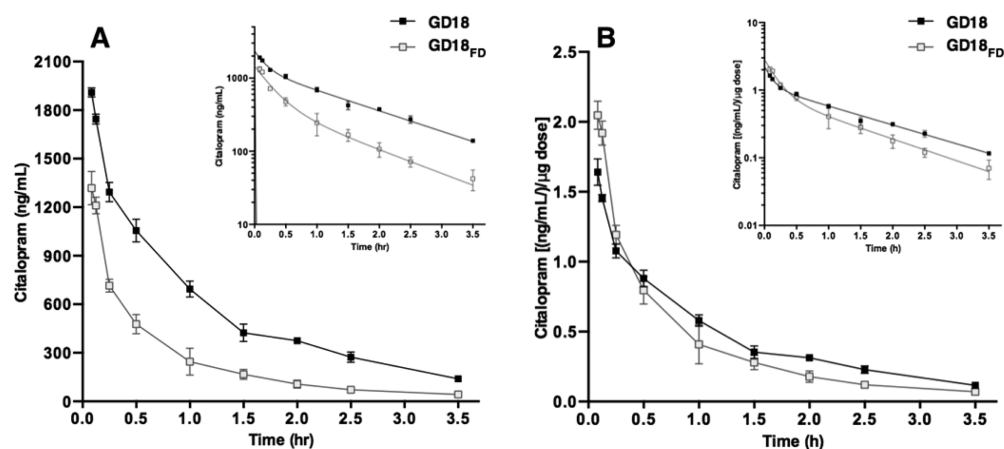 A
GD18
GD18FD
Citalopram (ng/mL)
2100
1800
1500
1200
900
600
300
0
0.0 0.5 1.0 1.5 2.0 2.5 3.0 3.5
Time (hr)
Citalopram (ng/mL)
1000
100
10
0.0 0.5 1.0 1.5 2.0 2.5 3.0 3.5
Time (hr)
B
GD18
GD18FD
Citalopram [(ng/mL)/μg dose]
2.5
2.0
1.5
1.0
0.5
0.0
0.0 0.5 1.0 1.5 2.0 2.5 3.0 3.5
Time (h)
Citalopram [(ng/mL)/μg dose]
10
1
0.1
0.01
0.0 0.5 1.0 1.5 2.0 2.5 3.0 3.5
Time (h)